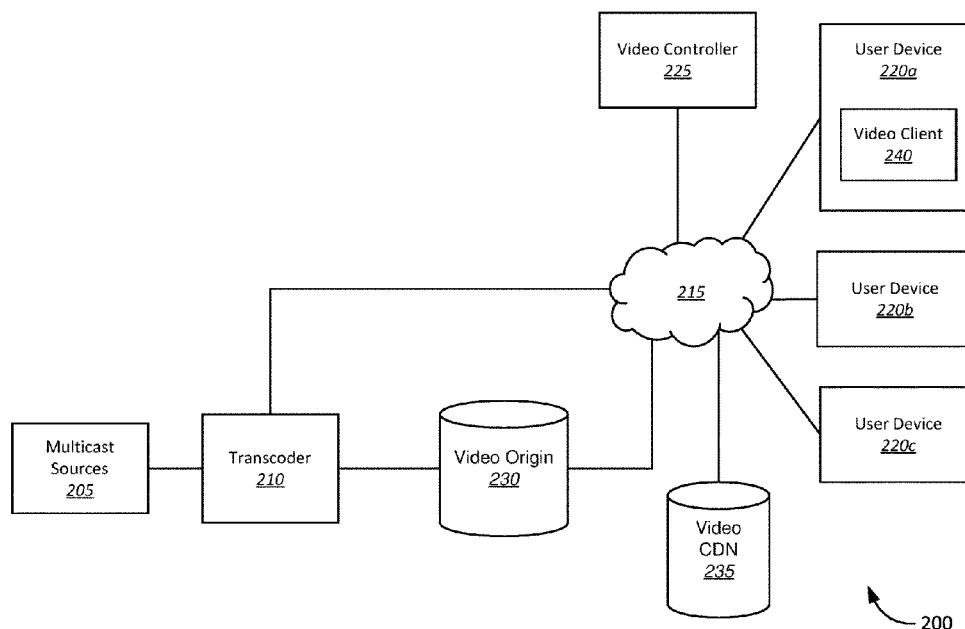 Video Controller
225
User Device
220a
Video Client
240
215
User Device
220b
User Device
220c
Multicast
Sources
205
Transcoder
210
Video Origin
230
Video
CDN
235
200